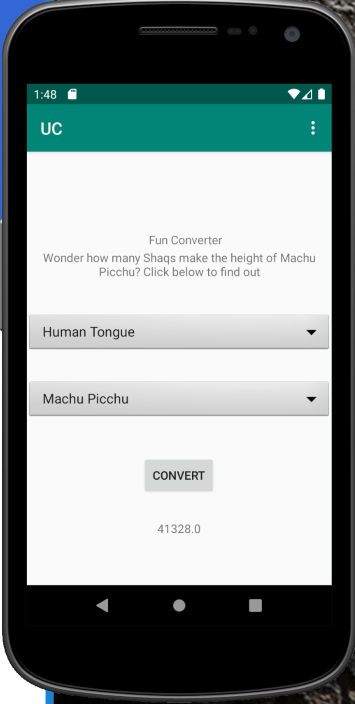 1:48
UC
Fun Converter
Wonder how many Shaqs make the height of Machu
Picchu? Click below to find out
Human Tongue
Machu Picchu
CONVERT
41328.0